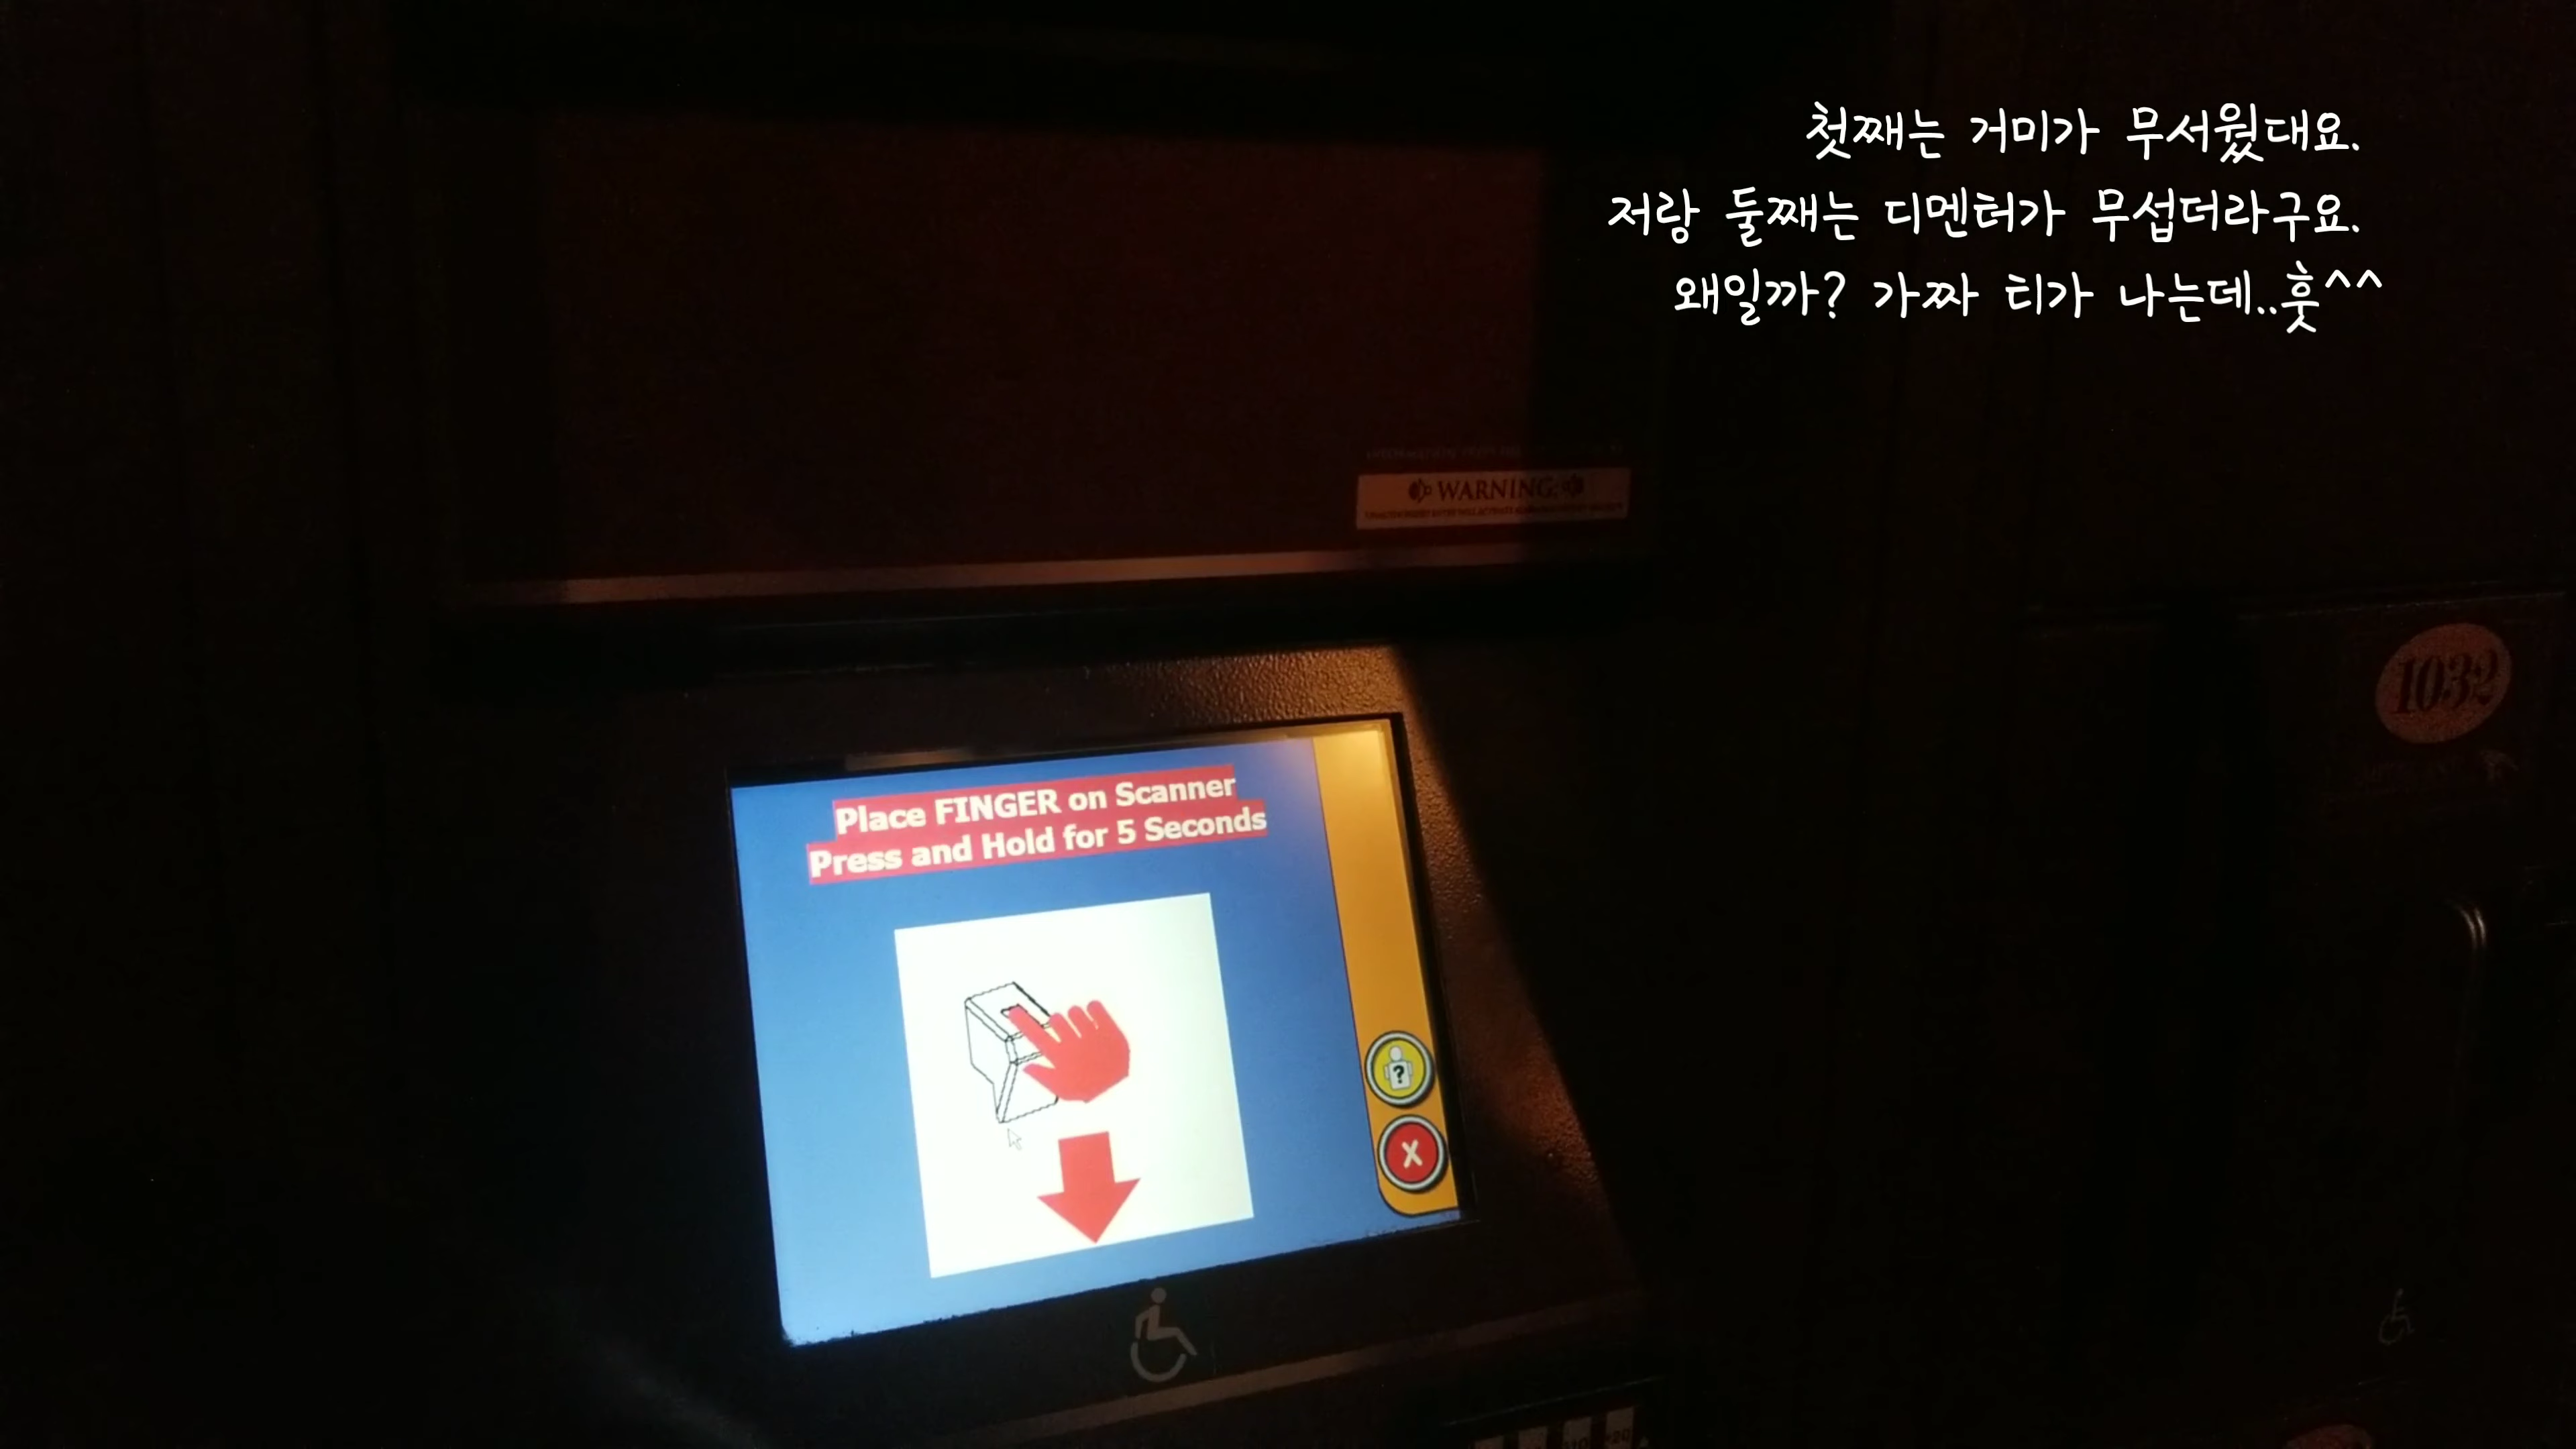 첫째는 거미가 무서웠대요.
저랑 둘째는 디멘터가 무섭더라구요.
왜일까? 가짜 티가 나는데..훗^^
WARNING:
1032
Place FINGER on Scanner
Press and Hold for 5 Seconds
?
X